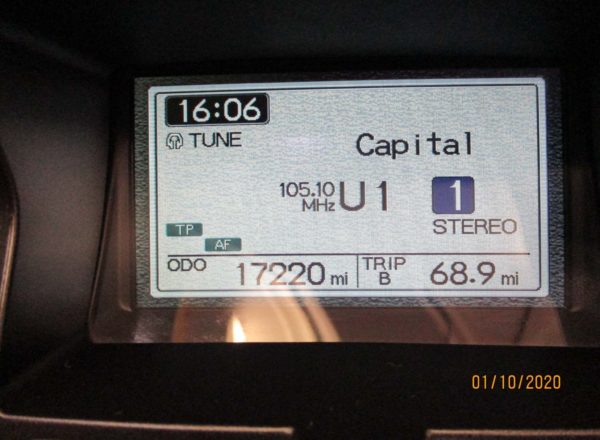 16:06
TUNE
Capital
105.10 MHz U1 1
STEREO
TP
AF
ODO 17220 mi TRIP B 68.9 mi
01/10/2020